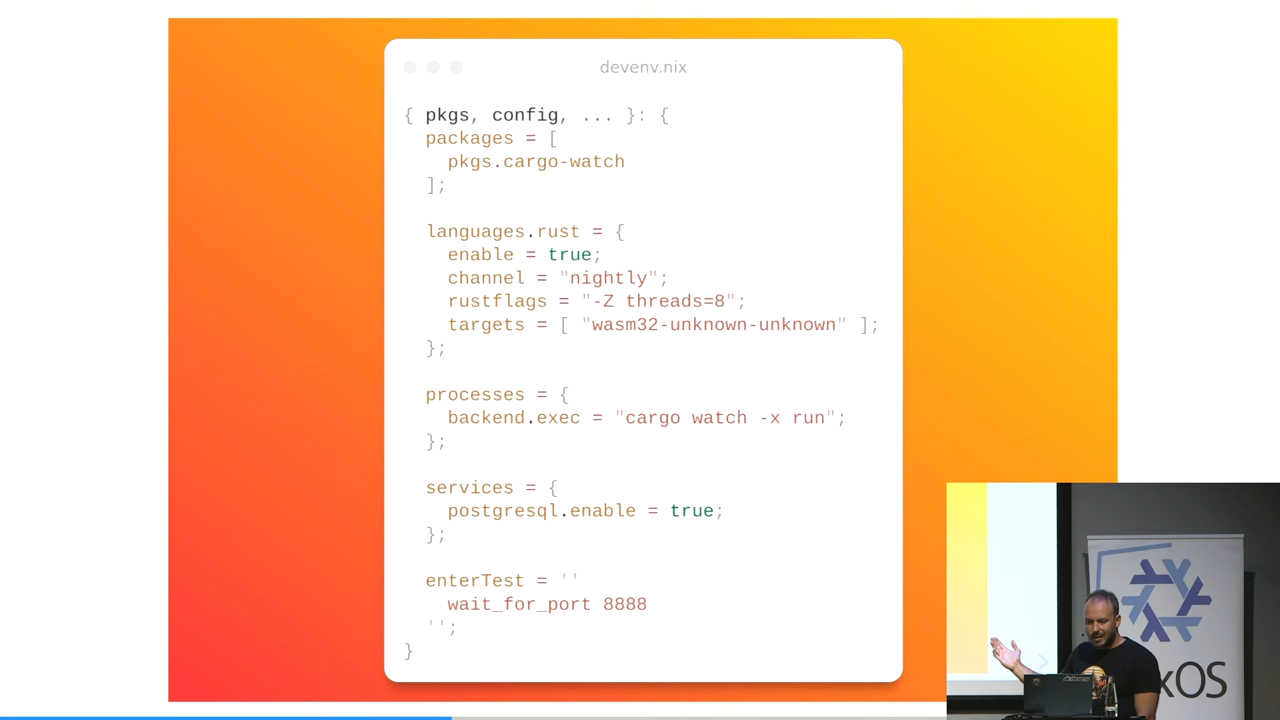 devenv.nix
{ pkgs, config, ... }: {
  packages = [
    pkgs.cargo-watch
  ];
  languages.rust = {
    enable = true;
    channel = "nightly";
    rustflags = "-Z threads=8";
    targets = [ "wasm32-unknown-unknown" ];
  };
  processes = {
    backend.exec = "cargo watch -x run";
  };
  services = {
    postgresql.enable = true;
  };
  enterTest = ''
    wait_for_port 8888
  '';
}
xOS